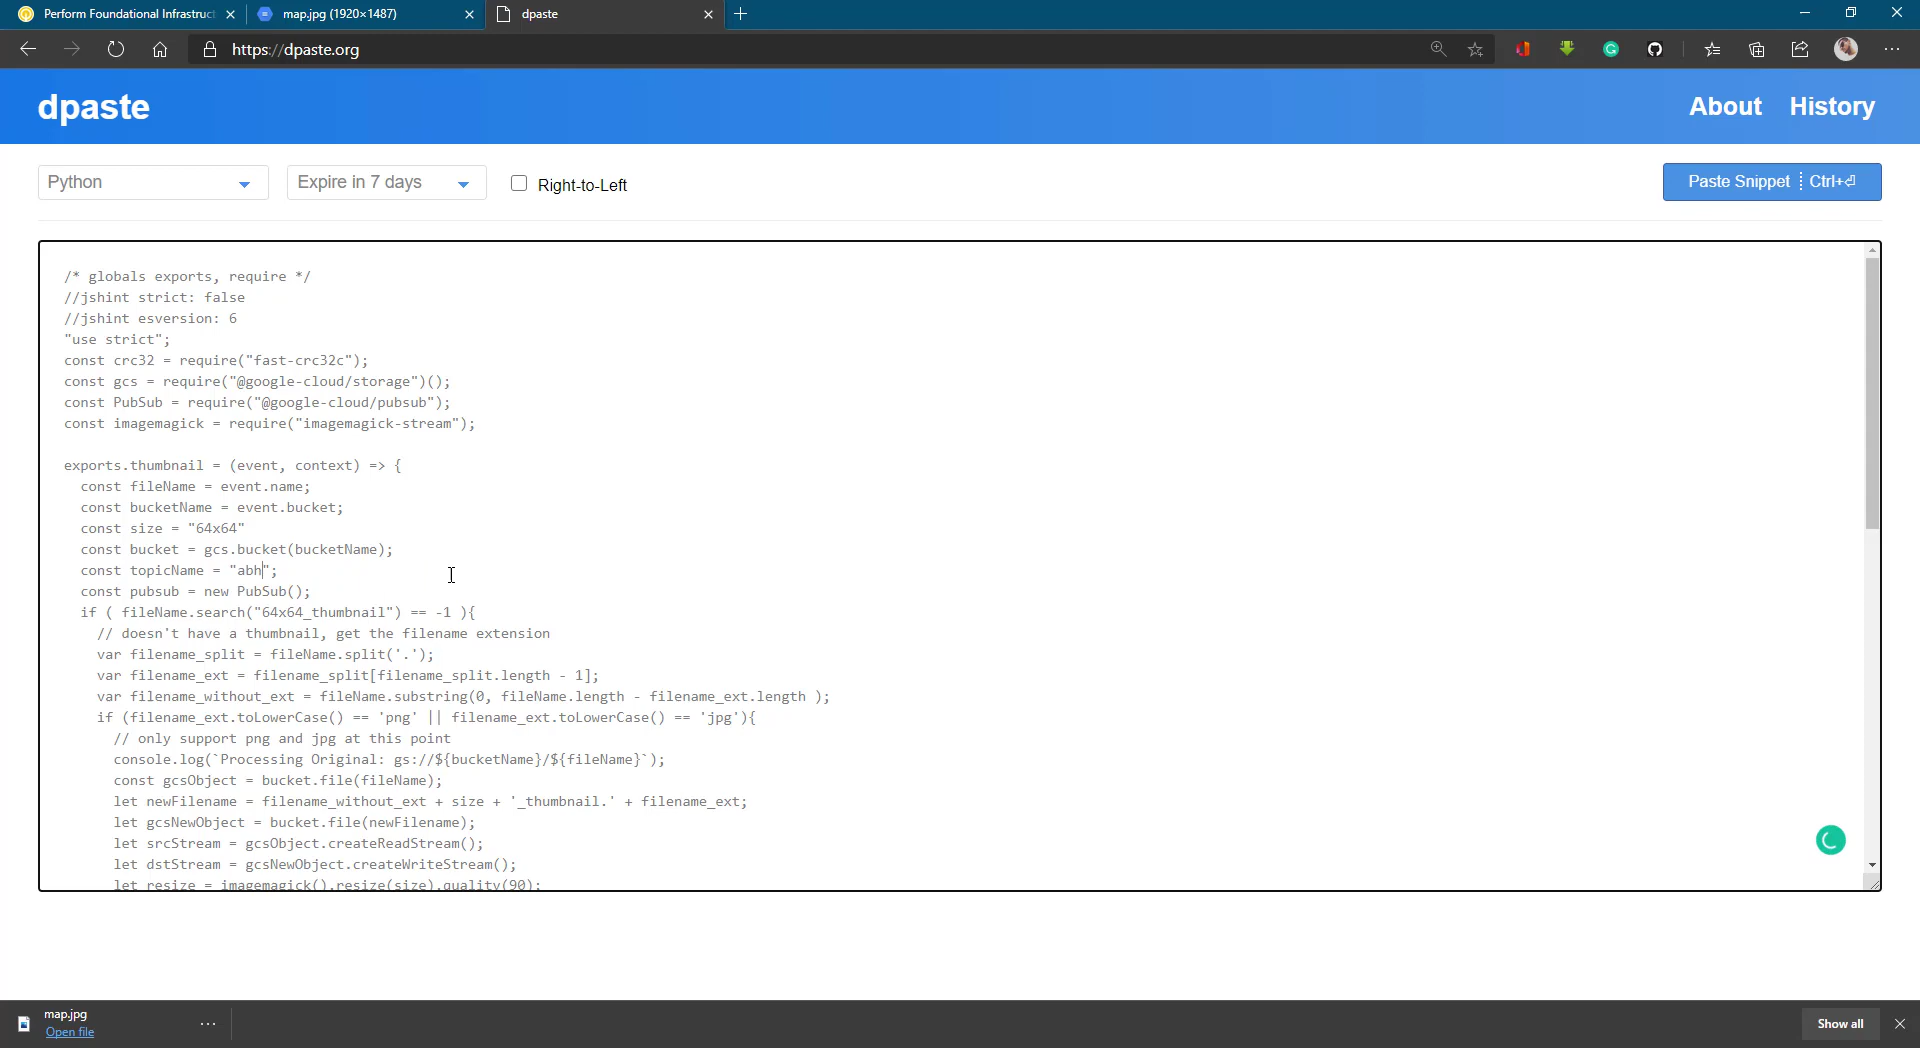 Perform Foundational Infrastruct
map.jpg (1920×1487)
dpaste
https://dpaste.org
dpaste
About
History
Python
Expire in 7 days
Right-to-Left
Paste Snippet
Ctrl+⏎
/* globals exports, require */
//jshint strict: false
//jshint esversion: 6
"use strict";
const crc32 = require("fast-crc32c");
const gcs = require("@google-cloud/storage")();
const PubSub = require("@google-cloud/pubsub");
const imagemagick = require("imagemagick-stream");
exports.thumbnail = (event, context) => {
const fileName = event.name;
const bucketName = event.bucket;
const size = "64x64"
const bucket = gcs.bucket(bucketName);
const topicName = "abh";
const pubsub = new PubSub();
if ( fileName.search("64x64_thumbnail") == -1 ){
// doesn't have a thumbnail, get the filename extension
var filename_split = fileName.split('.');
var filename_ext = filename_split[filename_split.length - 1];
var filename_without_ext = fileName.substring(0, fileName.length - filename_ext.length );
if (filename_ext.toLowerCase() == 'png' || filename_ext.toLowerCase() == 'jpg'){
// only support png and jpg at this point
console.log(`Processing Original: gs://${bucketName}/${fileName}`);
const gcsObject = bucket.file(fileName);
let newFilename = filename_without_ext + size + '_thumbnail.' + filename_ext;
let gcsNewObject = bucket.file(newFilename);
let srcStream = gcsObject.createReadStream();
let dstStream = gcsNewObject.createWriteStream();
let resize = imagemagick().resize(size).quality(90);
map.jpg
Open file
Show all